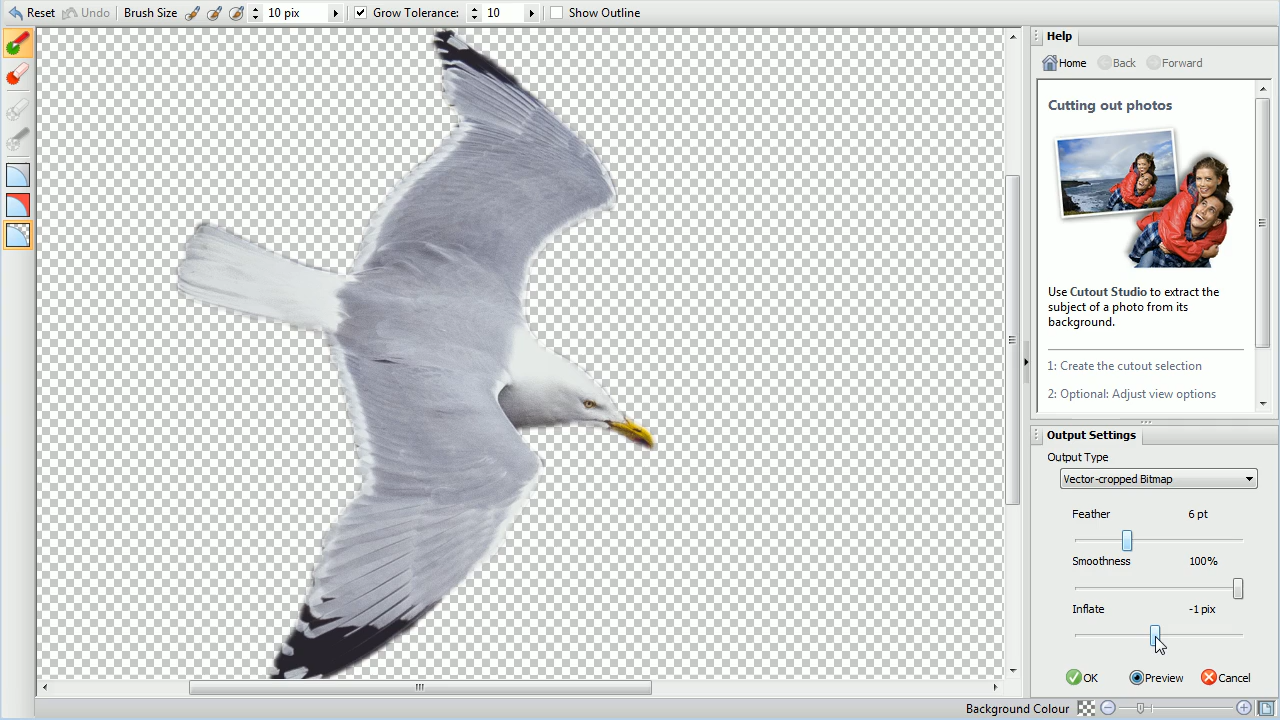 Reset Undo Brush Size 10 pix Grow Tolerance: 10 Show Outline
Help
Home Back Forward
Cutting out photos
Use Cutout Studio to extract the
subject of a photo from its
background.
1: Create the cutout selection
2: Optional: Adjust view options
Output Settings
Output Type
Vector-cropped Bitmap
Feather 6 pt
Smoothness 100%
Inflate -1 pix
OK Preview Cancel
Background Colour